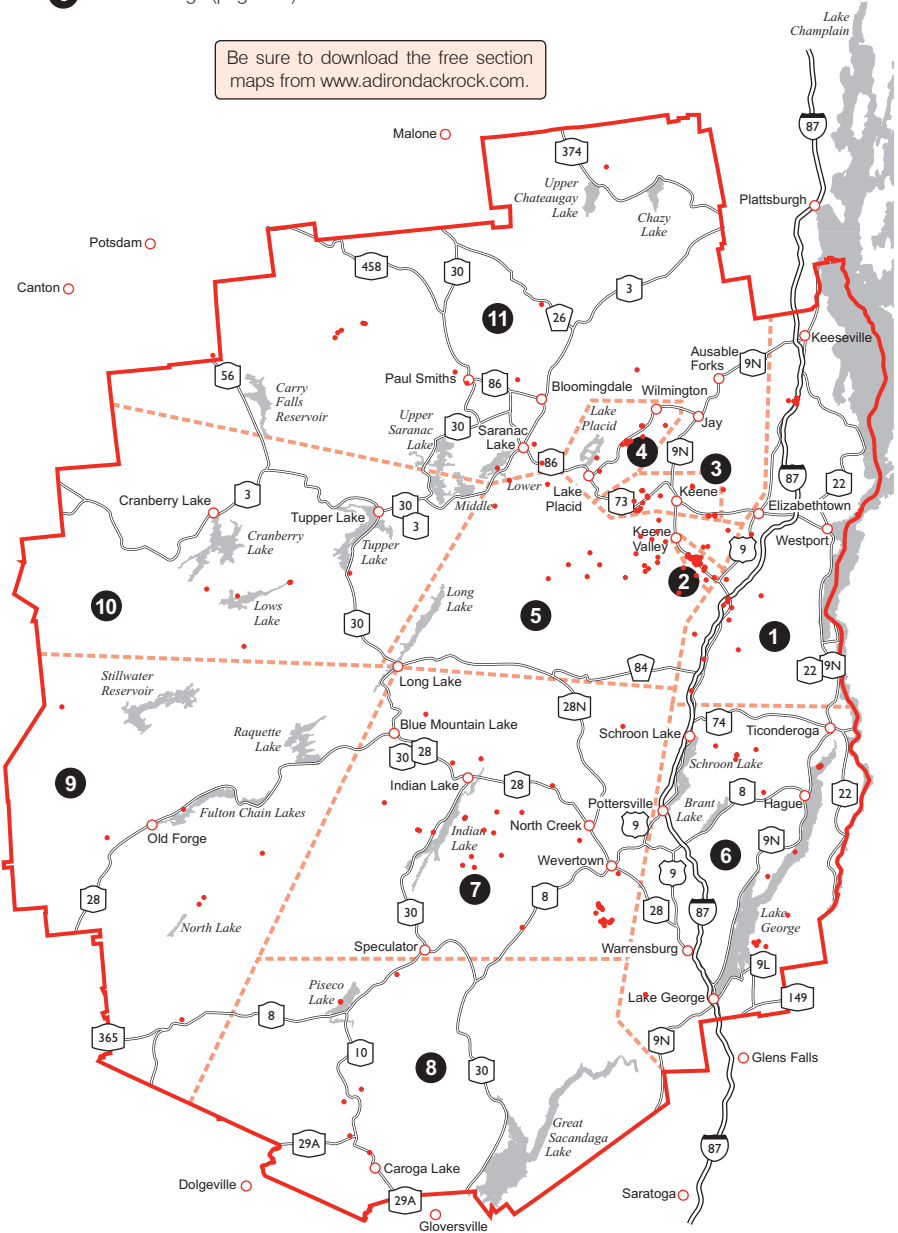 Be sure to download the free section
maps from www.adirondackrock.com.
Lake
Champlain
87
Malone
374
Upper
Chateaugay
Lake
Chazy
Lake
Plattsburgh
Potsdam
Canton
458
30
3
11
26
Keeseville
Ausable
Forks
9N
56
Carry
Falls
Reservoir
Paul Smiths
86
Bloomingdale
Wilmington
Jay
Upper
Saranac
Lake
30
Saranac
Lake
Lake
Placid
4
9N
3
86
Lower
Middle
Lake
Placid
73
Keene
87
22
Elizabethtown
Westport
Cranberry Lake
3
Cranberry
Lake
Tupper Lake
30
3
Tupper
Lake
Keene
Valley
9
2
10
Lows
Lake
Long
Lake
30
5
1
84
22
9N
Long Lake
Stillwater
Reservoir
28N
Blue Mountain Lake
30
28
Raquette
Lake
Schroon Lake
74
Ticonderoga
Schroon Lake
9
Indian Lake
28
Fulton Chain Lakes
Old Forge
Pottersville
Brant
Lake
8
Hague
22
Indian
Lake
North Creek
9
9N
Wevertown
6
9
7
8
28
28
87
30
North Lake
Lake
George
Speculator
Warrensburg
9L
Piseco
Lake
Lake George
149
8
365
9N
10
8
30
Glens Falls
Great
Sacandaga
Lake
29A
87
Caroga Lake
Dolgeville
29A
Saratoga
Gloversville